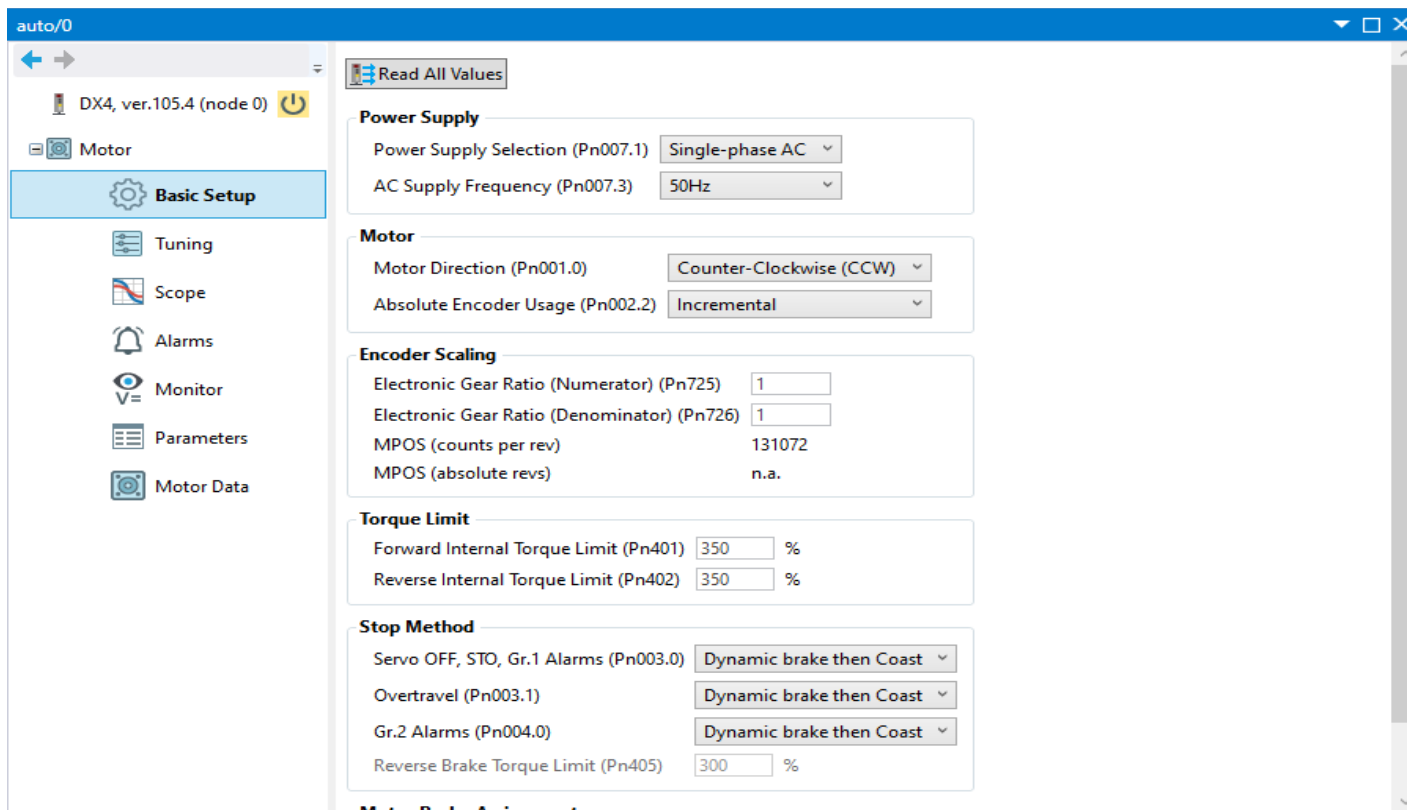 auto/0
DX4, ver.105.4 (node 0)
Motor
Basic Setup
Tuning
Scope
Alarms
V=
Monitor
Parameters
Motor Data
Read All Values
Power Supply
Power Supply Selection (Pn007.1) Single-phase AC
AC Supply Frequency (Pn007.3) 50Hz
Motor
Motor Direction (Pn001.0) Counter-Clockwise (CCW)
Absolute Encoder Usage (Pn002.2) Incremental
Encoder Scaling
Electronic Gear Ratio (Numerator) (Pn725) 1
Electronic Gear Ratio (Denominator) (Pn726) 1
MPOS (counts per rev) 131072
MPOS (absolute revs) n.a.
Torque Limit
Forward Internal Torque Limit (Pn401) 350 %
Reverse Internal Torque Limit (Pn402) 350 %
Stop Method
Servo OFF, STO, Gr.1 Alarms (Pn003.0) Dynamic brake then Coast
Overtravel (Pn003.1) Dynamic brake then Coast
Gr.2 Alarms (Pn004.0) Dynamic brake then Coast
Reverse Brake Torque Limit (Pn405) 300 %